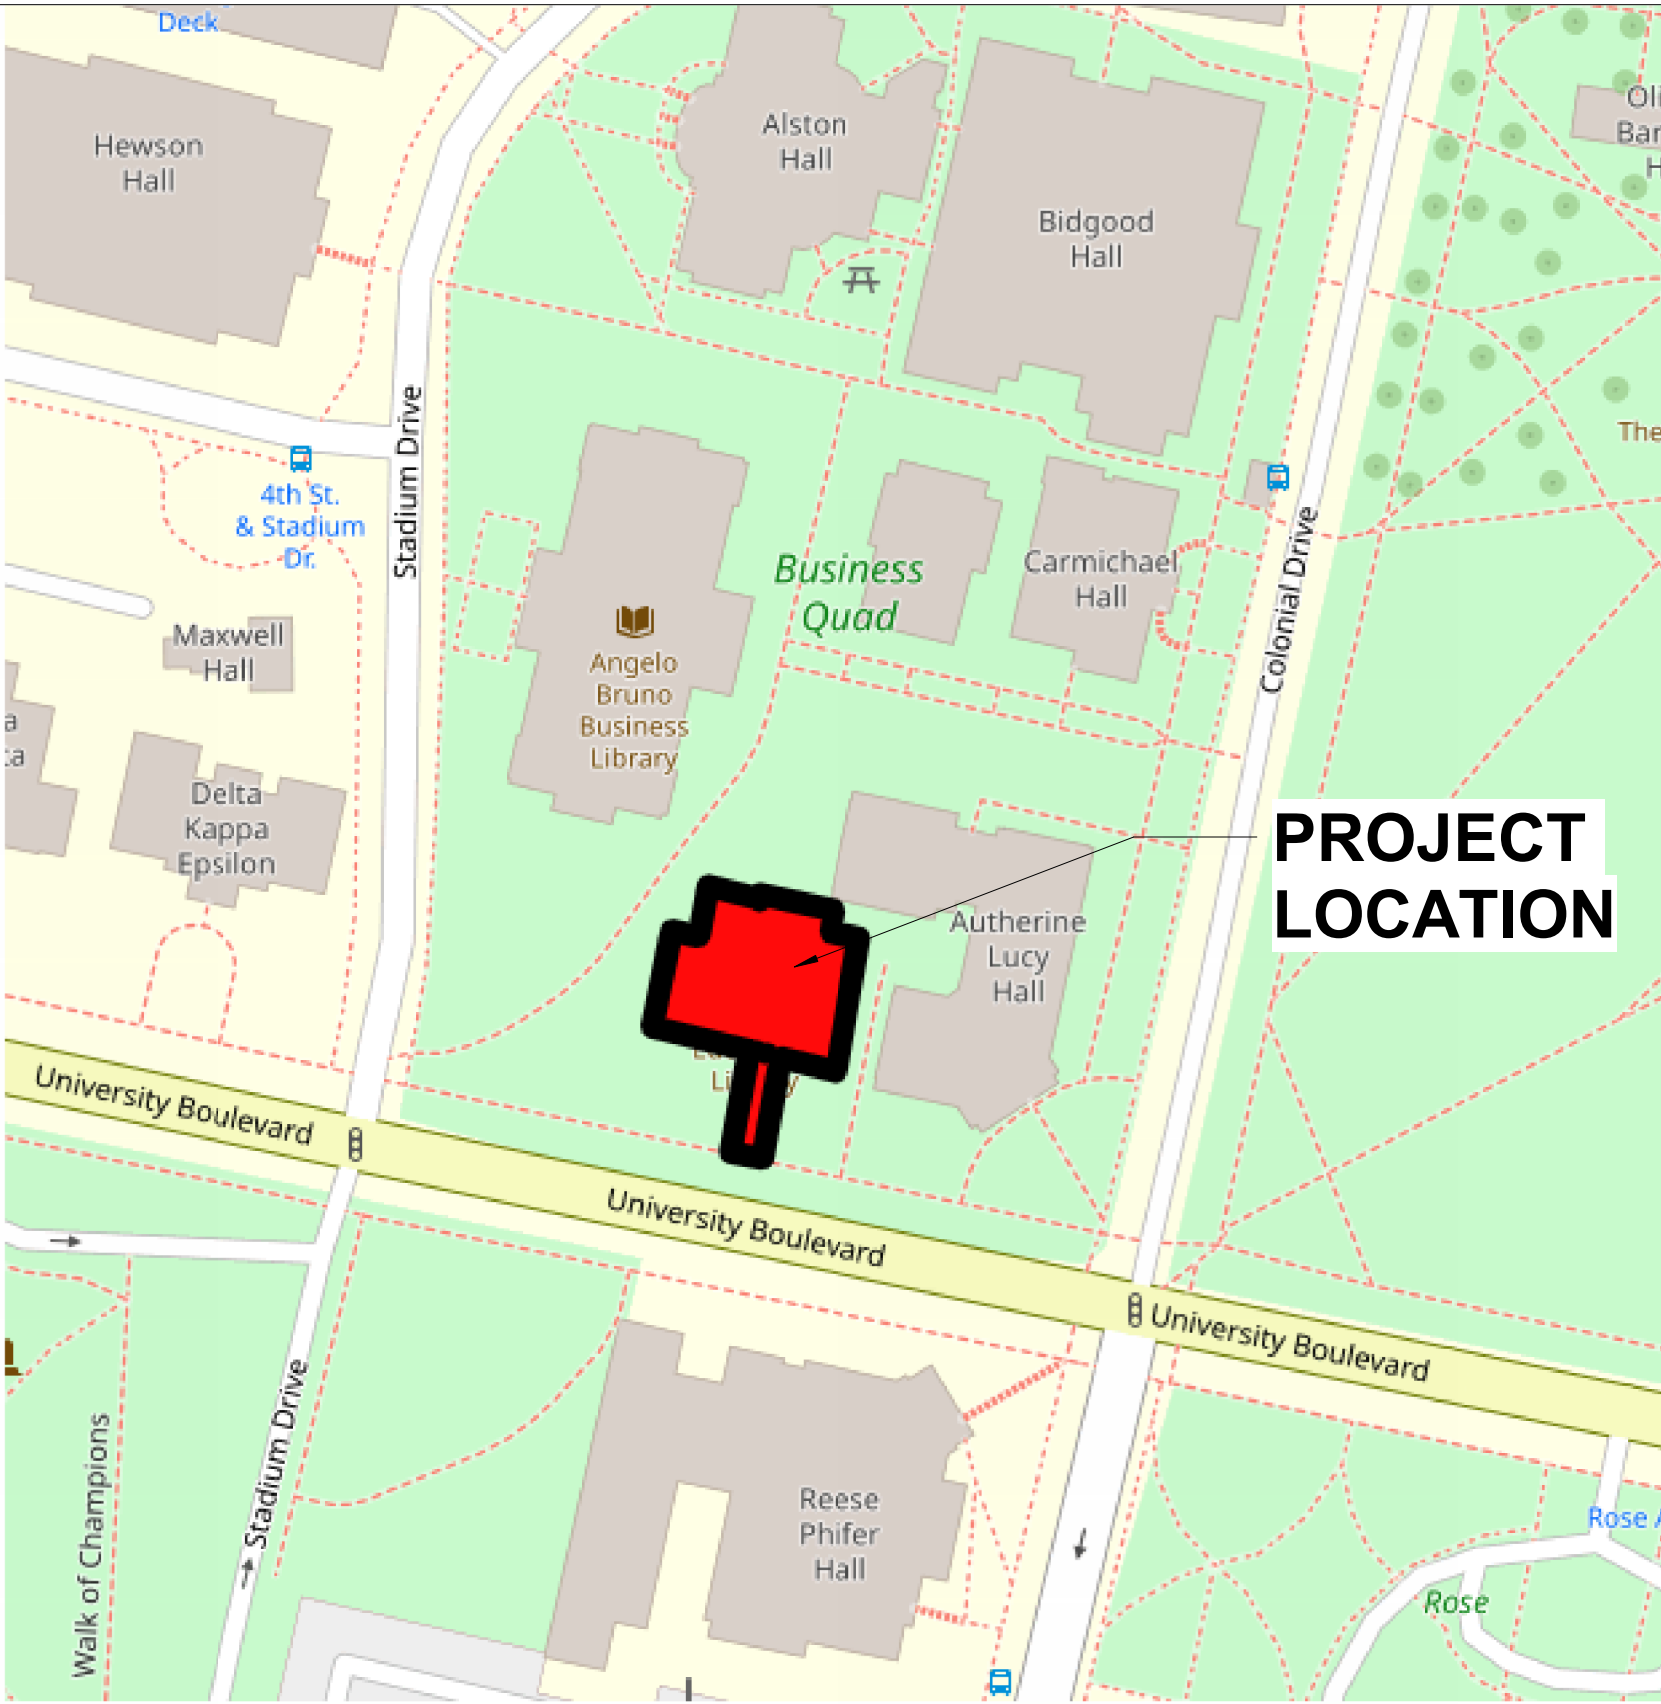 Deck
Hewson
Hall
Alston
Hall
Bidgood
Hall
Stadium Drive
4th St.
& Stadium
Dr.
The
Business
Quad
Carmichael
Hall
Colonial Drive
Maxwell
Hall
Angelo
Bruno
Business
Library
Delta
Kappa
Epsilon
PROJECT
LOCATION
Autherine
Lucy
Hall
University Boulevard
University Boulevard
University Boulevard
Stadium Drive
Walk of Champions
Reese
Phifer
Hall
Rose
Rose